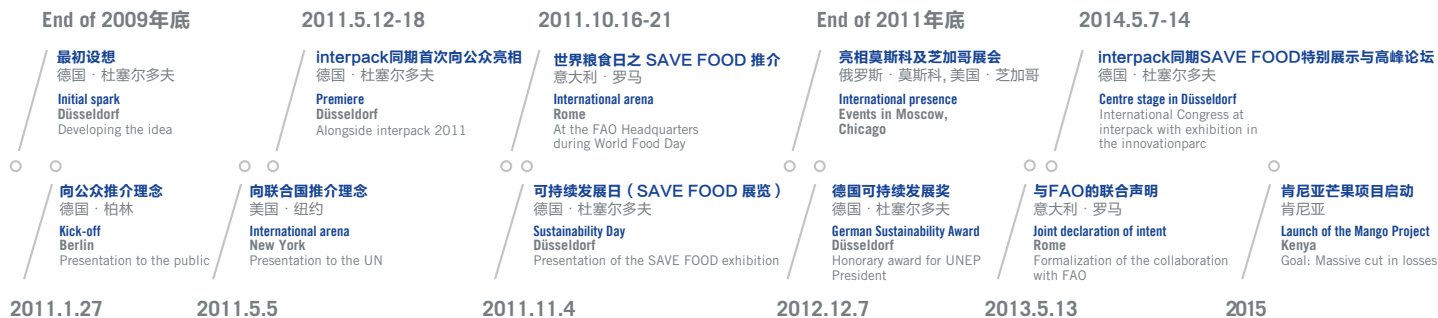 End of 2009年底
最初设想
德国 · 杜塞尔多夫
Initial spark
Düsseldorf
Developing the idea
2011.5.12-18
interpack同期首次向公众亮相
德国 · 杜塞尔多夫
Premiere
Düsseldorf
Alongside interpack 2011
2011.10.16-21
世界粮食日之 SAVE FOOD 推介
意大利 · 罗马
International arena
Rome
At the FAO Headquarters
during World Food Day
End of 2011年底
亮相莫斯科及芝加哥展会
俄罗斯 · 莫斯科, 美国 · 芝加哥
International presence
Events in Moscow,
Chicago
2014.5.7-14
interpack同期SAVE FOOD特别展示与高峰论坛
德国 · 杜塞尔多夫
Centre stage in Düsseldorf
International Congress at
interpack with exhibition in
the innovationparc
向公众推介理念
德国 · 柏林
Kick-off
Berlin
Presentation to the public
2011.1.27
向联合国推介理念
美国 · 纽约
International arena
New York
Presentation to the UN
2011.5.5
可持续发展日 ( SAVE FOOD 展览 )
德国 · 杜塞尔多夫
Sustainability Day
Düsseldorf
Presentation of the SAVE FOOD exhibition
2011.11.4
德国可持续发展奖
德国 · 杜塞尔多夫
German Sustainability Award
Düsseldorf
Honorary award for UNEP
President
2012.12.7
与FAO的联合声明
意大利 · 罗马
Joint declaration of intent
Rome
Formalization of the collaboration
with FAO
2013.5.13
肯尼亚芒果项目启动
肯尼亚
Launch of the Mango Project
Kenya
Goal: Massive cut in losses
2015